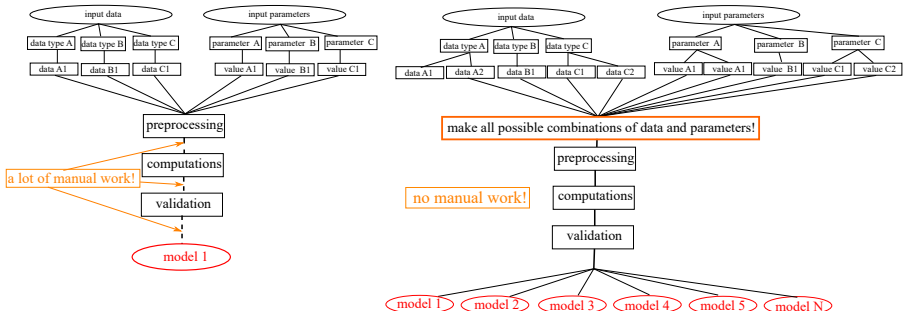 input data
input parameters
data type A data type B data type C
parameter A parameter B parameter C
data A1 data B1 data C1
value A1 value B1 value C1
preprocessing
computations
a lot of manual work!
validation
model 1
input data
input parameters
data type A data type B data type C
parameter A parameter B parameter C
data A1 data A2 data B1 data C1 data C2
value A1 value A1 value B1 value C1 value C2
make all possible combinations of data and parameters!
preprocessing
no manual work!
computations
validation
model 1 model 2 model 3 model 4 model 5 model N